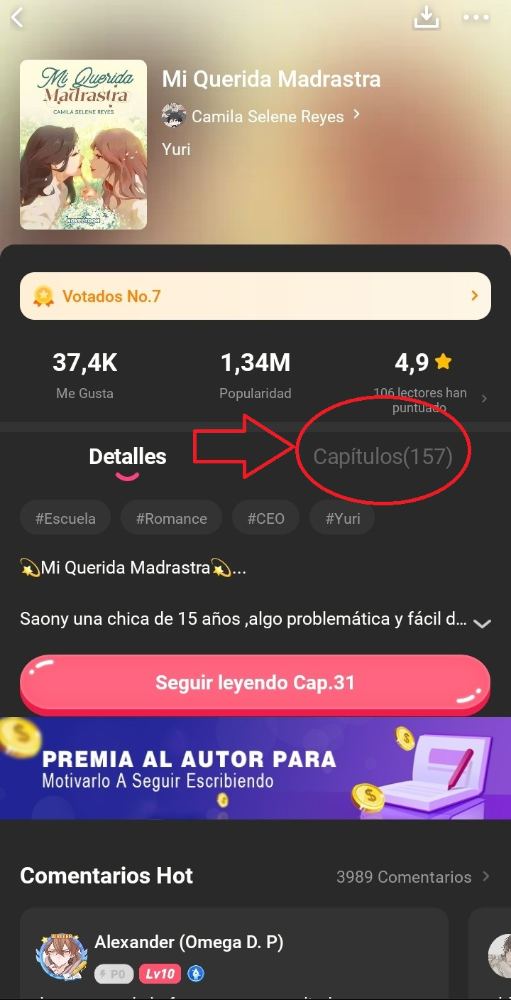 Mi Querida
Madrastra
CAMILA SELENE REYES
NOVELTOON
Mi Querida Madrastra
Camila Selene Reyes
Yuri
Votados No.7
37,4K
Me Gusta
1,34M
Popularidad
4,9
106 lectores han
puntuado
Detalles
Capítulos(157)
#Escuela
#Romance
#CEO
#Yuri
💫Mi Querida Madrastra💫...
Saony una chica de 15 años ,algo problemática y fácil d...
Seguir leyendo Cap.31
PREMIA AL AUTOR PARA
Motivarlo A Seguir Escribiendo
Comentarios Hot
3989 Comentarios
WRITER
Alexander (Omega D. P)
P0
Lv10